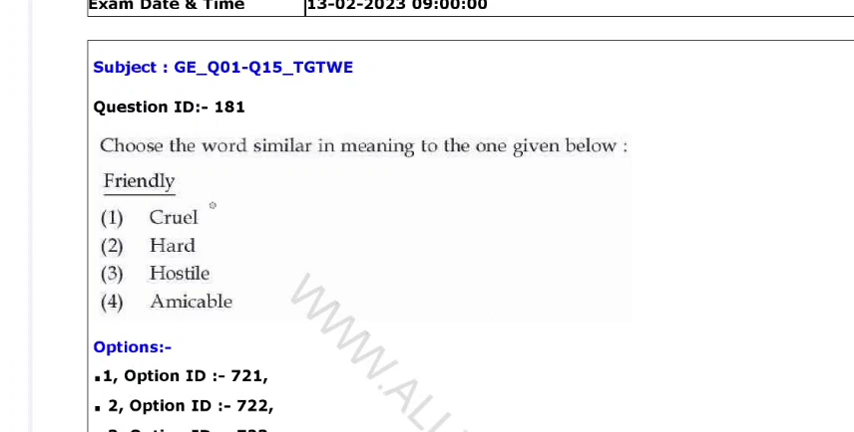 Exam Date & Time 13-02-2023 09:00:00
Subject : GE_Q01-Q15_TGTWE
Question ID:- 181
Choose the word similar in meaning to the one given below :
Friendly
(1) Cruel
(2) Hard
(3) Hostile
(4) Amicable
Options:-
1, Option ID :- 721,
2, Option ID :- 722,
WWW.ALL